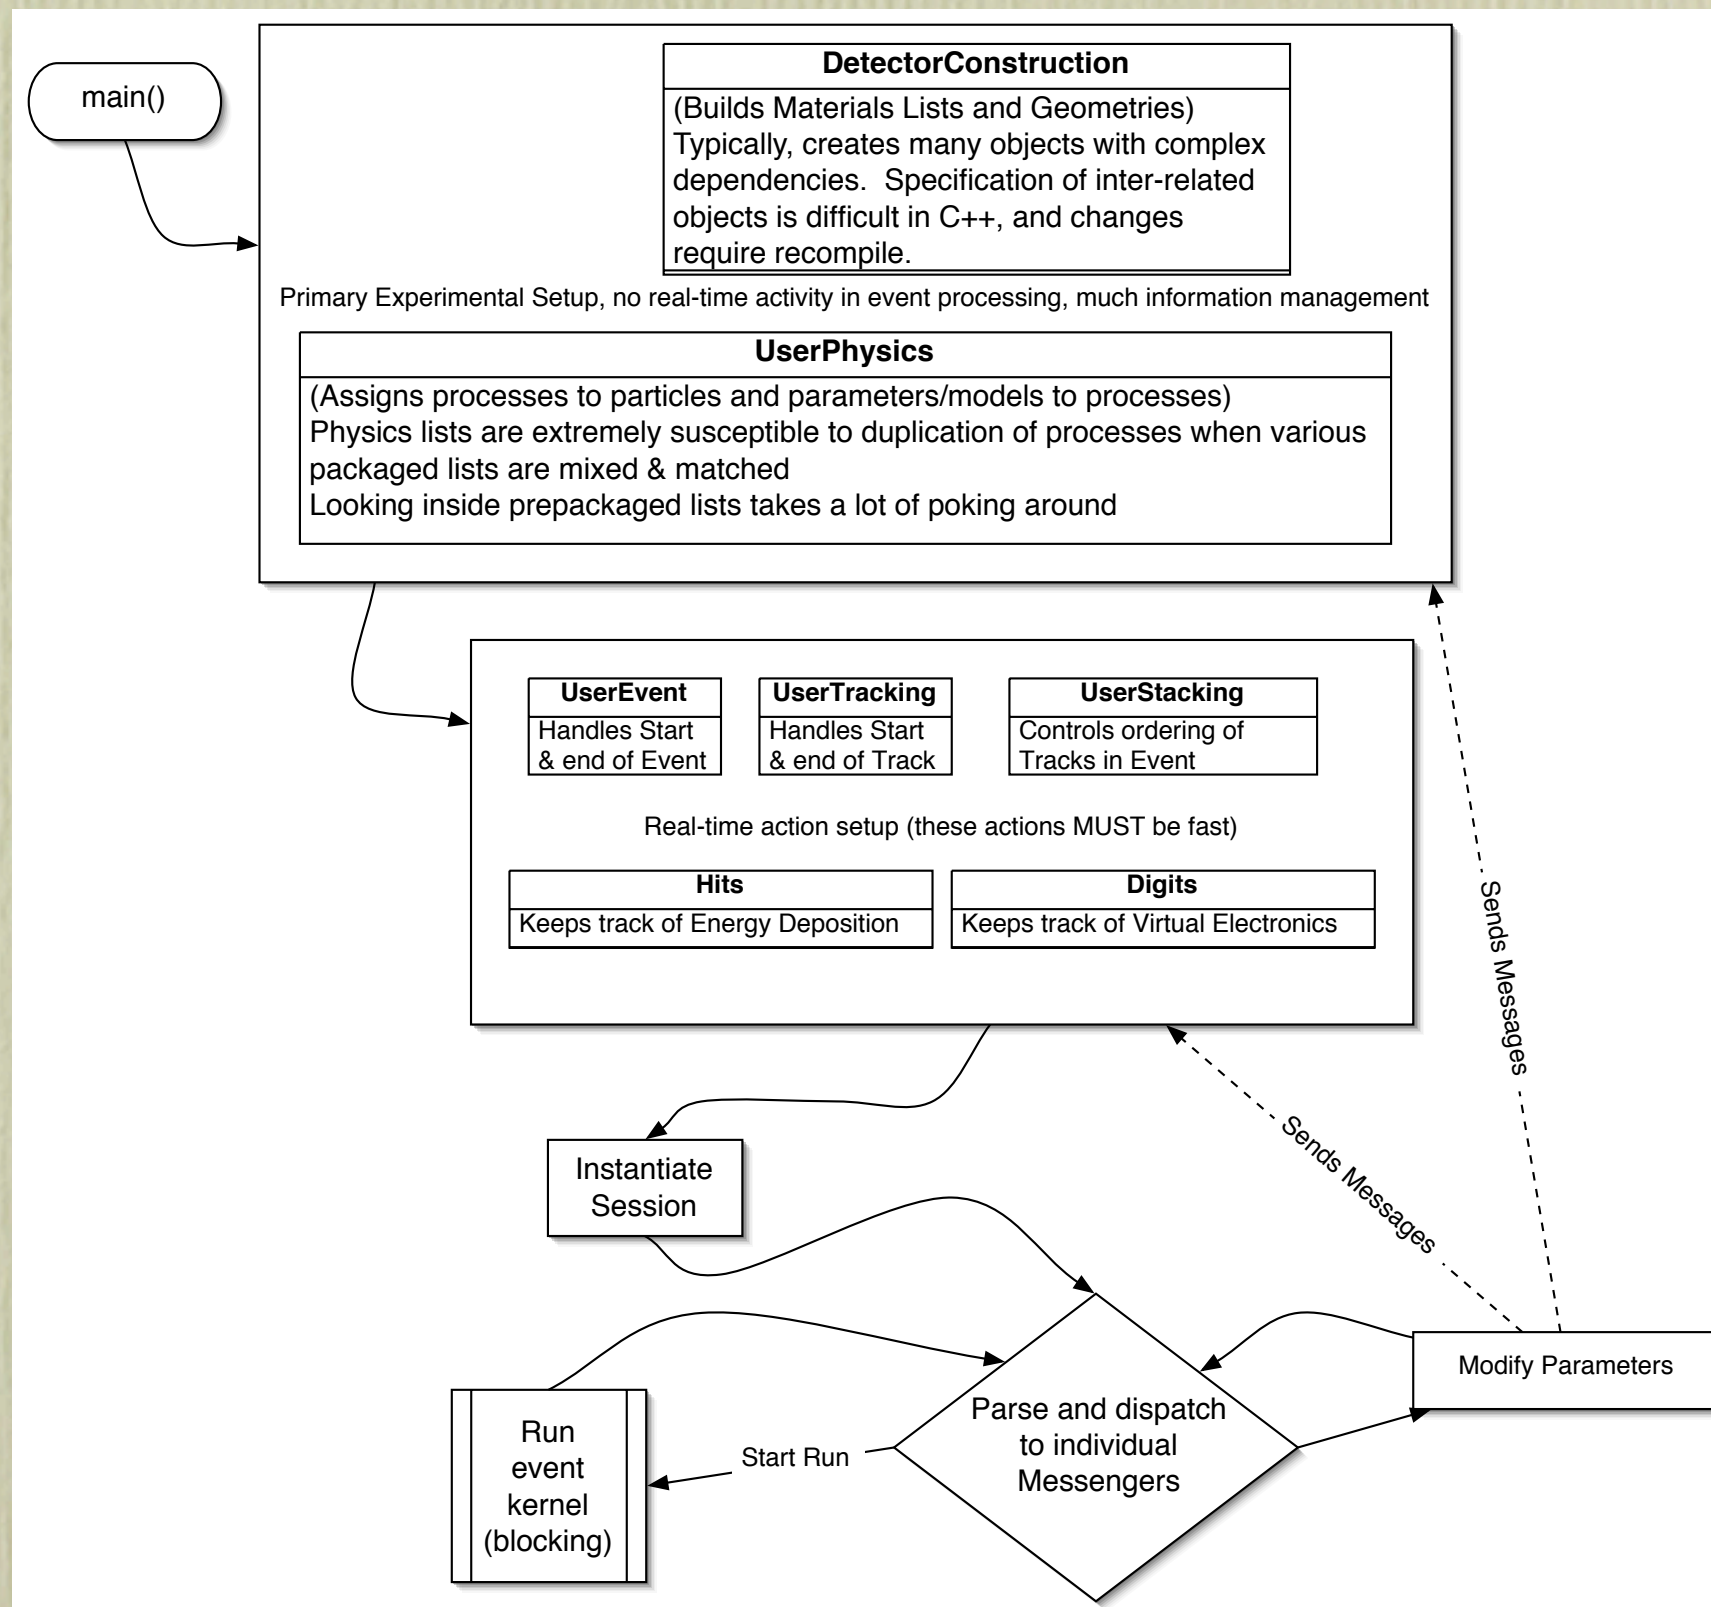 main()
DetectorConstruction
(Builds Materials Lists and Geometries)
Typically, creates many objects with complex
dependencies.  Specification of inter-related
objects is difficult in C++, and changes
require recompile.
Primary Experimental Setup, no real-time activity in event processing, much information management
UserPhysics
(Assigns processes to particles and parameters/models to processes)
Physics lists are extremely susceptible to duplication of processes when various
packaged lists are mixed & matched
Looking inside prepackaged lists takes a lot of poking around
UserEvent
Handles Start
& end of Event
UserTracking
Handles Start
& end of Track
UserStacking
Controls ordering of
Tracks in Event
Real-time action setup (these actions MUST be fast)
Hits
Keeps track of Energy Deposition
Digits
Keeps track of Virtual Electronics
Sends Messages
Sends Messages
Instantiate
Session
Modify Parameters
Parse and dispatch
to individual
Messengers
Start Run
Run
event
kernel
(blocking)